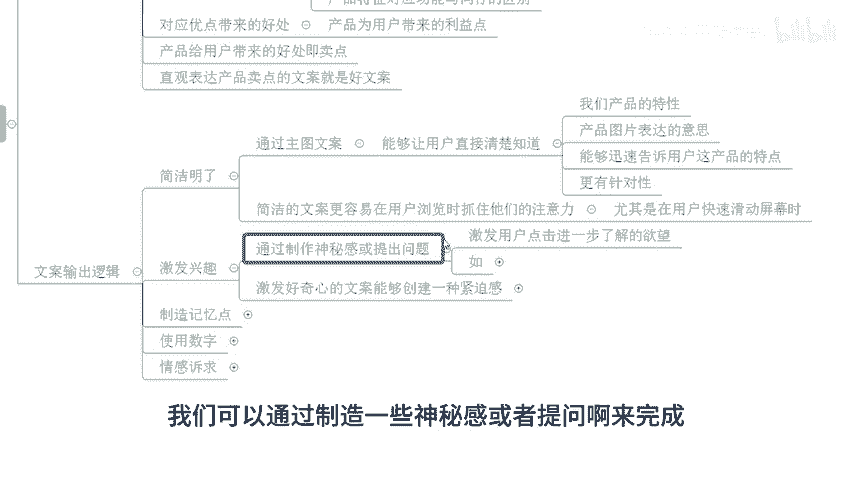 对应优点带来的好处 产品为用户带来的利益点
产品给用户带来的好处即卖点
直观表达产品卖点的文案就是好文案
我们产品的特性
产品图片表达的意思
通过主图文案 能够让用户直接清楚知道
能够迅速告诉用户这产品的特点
简洁明了
更有针对性
简洁的文案更容易在用户浏览时抓住他们的注意力 尤其是在用户快速滑动屏幕时
激发用户点击进一步了解的欲望
通过制作神秘感或提出问题
如
文案输出逻辑
激发兴趣
激发好奇心的文案能够创建一种紧迫感
制造记忆点
使用数字
情感诉求
我们可以通过制造一些神秘感或者提问啊来完成
bilibili